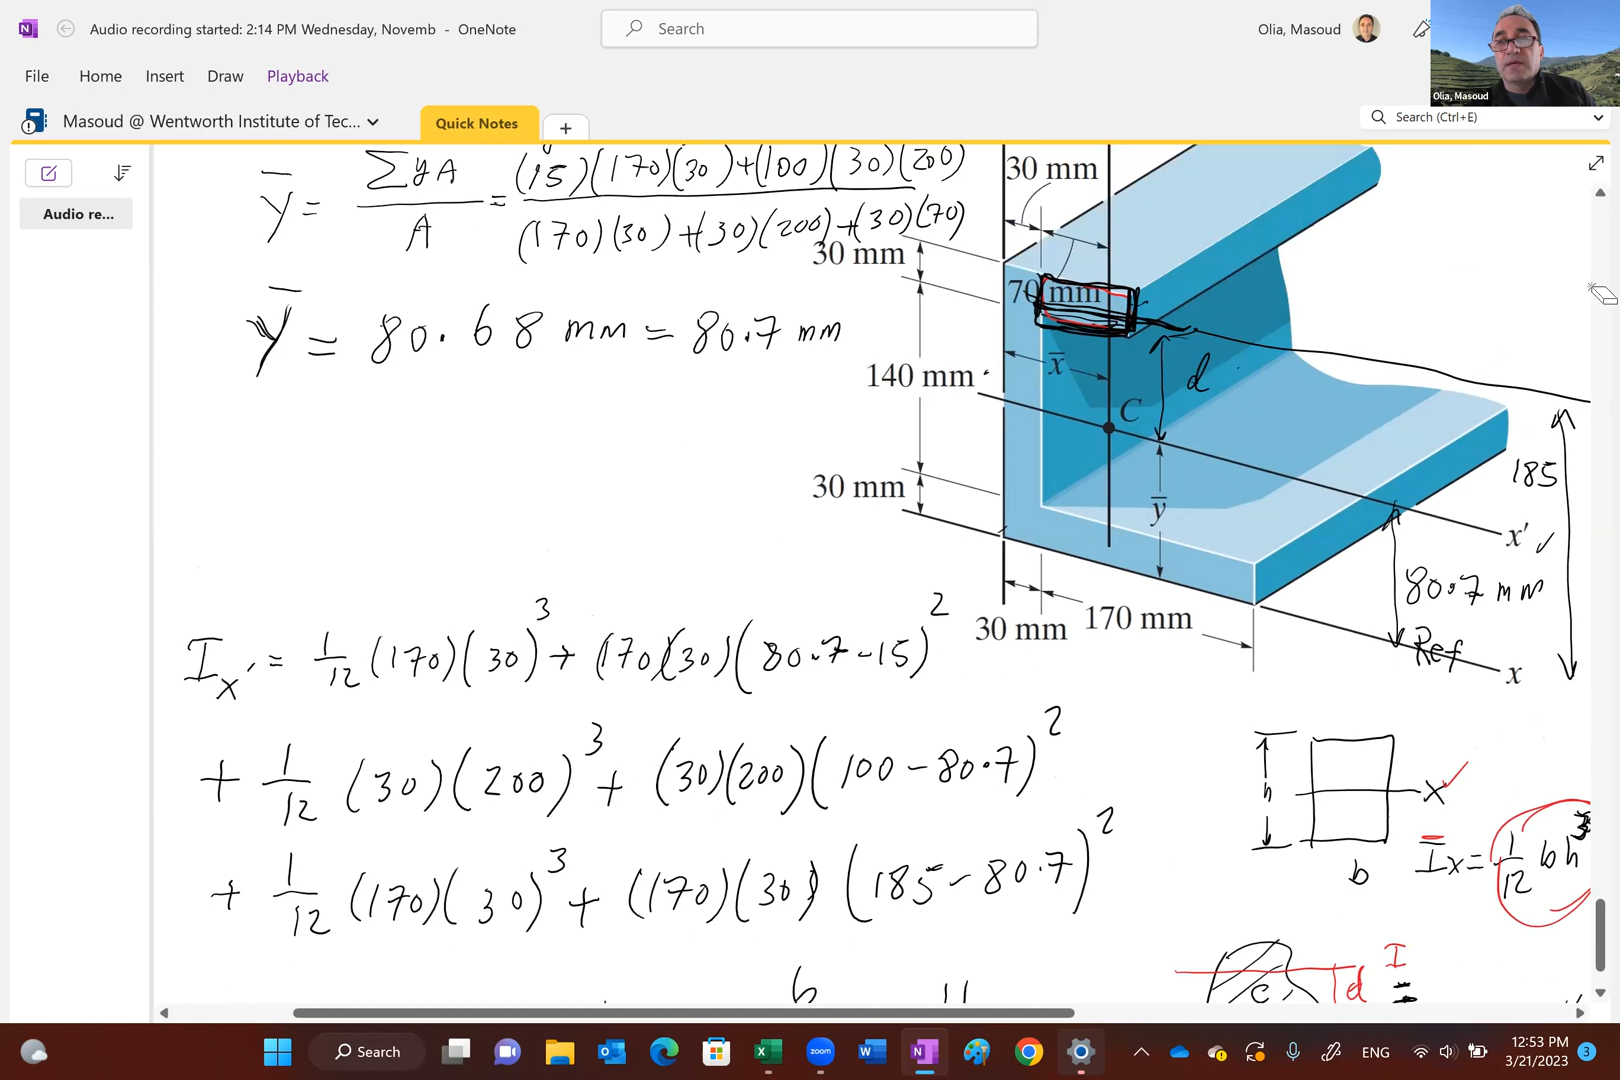 Audio recording started: 2:14 PM Wednesday, Novemb - OneNote
Search
Olia, Masoud
File Home Insert Draw Playback
Olia, Masoud
Masoud @ Wentworth Institute of Tec...
Quick Notes
+
Search (Ctrl+E)
Audio re...
Y̅ = ΣyA / A = (15)(170)(30)+(100)(30)(200) / (170)(30)+(30)(200)+(30)(70)
Y̅ = 80.68 mm = 80.7 mm
30 mm
30 mm
70 mm
x̅
d
140 mm
C
185
30 mm
y̅
x' ✓
80.7 mm
30 mm
170 mm
Ref
x
Ix' = 1/12 (170)(30)³ + (170)(30)(80.7-15)²
+ 1/12 (30)(200)³ + (30)(200)(100-80.7)²
+ 1/12 (170)(30)³ + (170)(30)(185-80.7)²
h
x ✓
b
I̅x = 1/12 bh³
I
=
c
d
Search
zoom
ENG
12:53 PM
3/21/2023
3